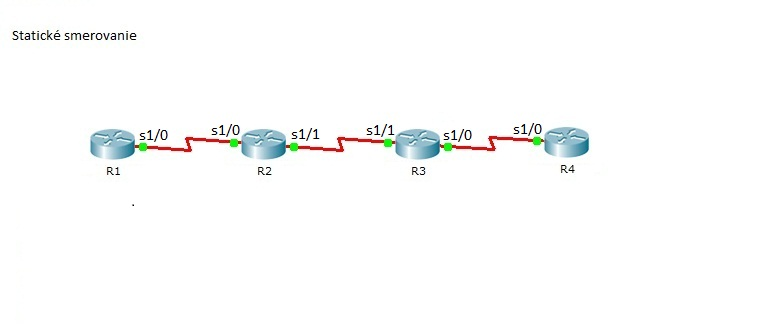 Statické smerovanie
s1/0 s1/0 s1/1 s1/1 s1/0 s1/0
R1 R2 R3 R4